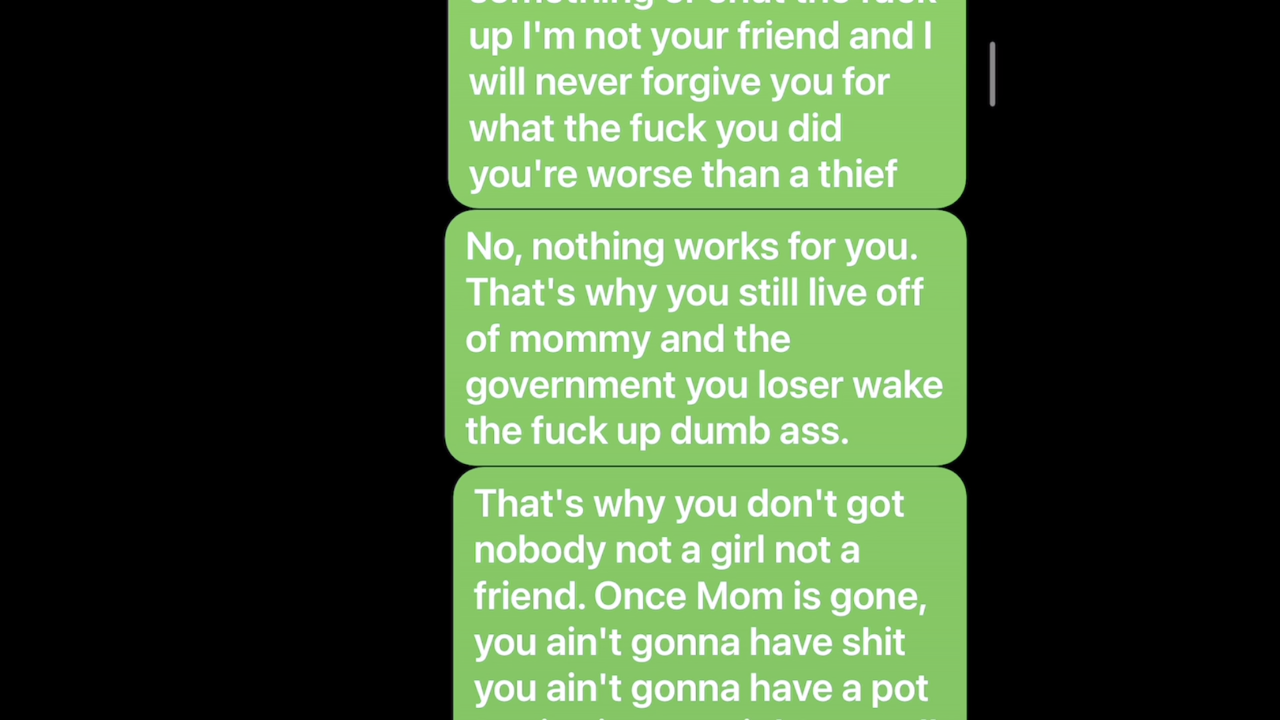 up I'm not your friend and I
will never forgive you for
what the fuck you did
you're worse than a thief
No, nothing works for you.
That's why you still live off
of mommy and the
government you loser wake
the fuck up dumb ass.
That's why you don't got
nobody not a girl not a
friend. Once Mom is gone,
you ain't gonna have shit
you ain't gonna have a pot